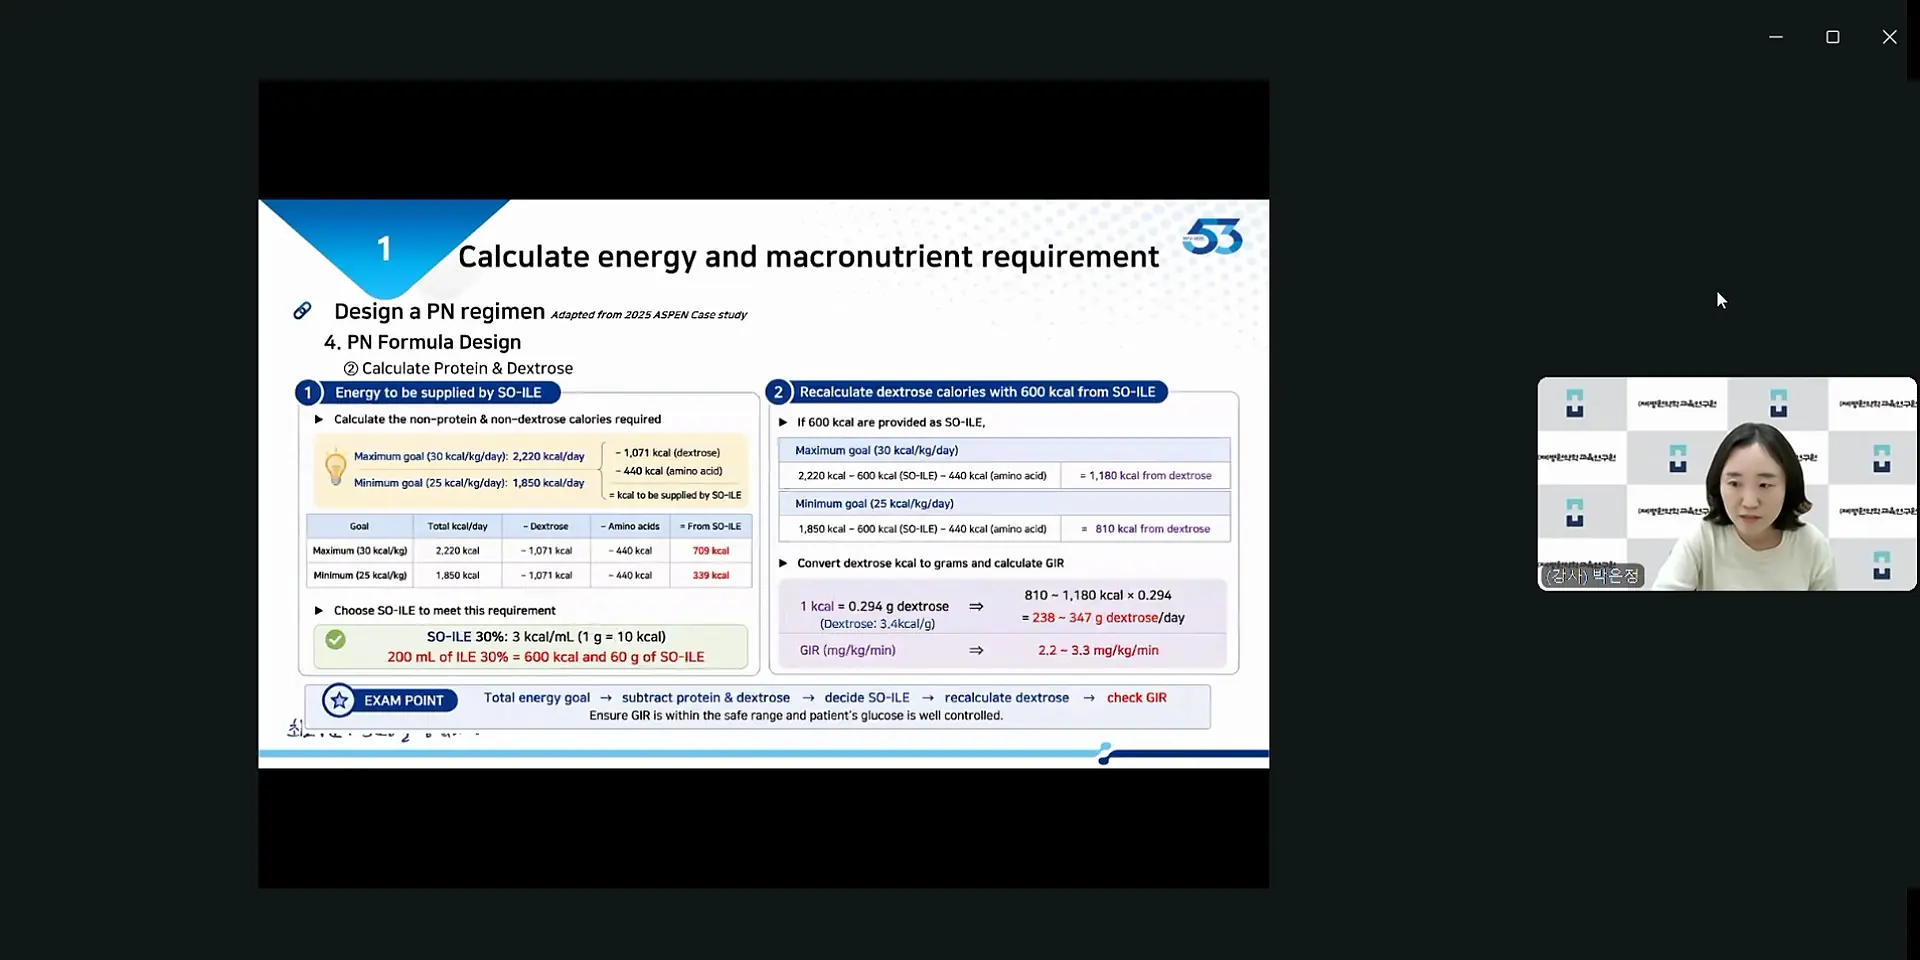 1
Calculate energy and macronutrient requirement
53
Design a PN regimen Adapted from 2025 ASPEN Case study
4. PN Formula Design
② Calculate Protein & Dextrose
1 Energy to be supplied by SO-ILE
► Calculate the non-protein & non-dextrose calories required
Maximum goal (30 kcal/kg/day): 2,220 kcal/day
Minimum goal (25 kcal/kg/day): 1,850 kcal/day
– 1,071 kcal (dextrose)
– 440 kcal (amino acid)
= kcal to be supplied by SO-ILE
Goal Total kcal/day – Dextrose – Amino acids = From SO-ILE
Maximum (30 kcal/kg) 2,220 kcal – 1,071 kcal – 440 kcal 709 kcal
Minimum (25 kcal/kg) 1,850 kcal – 1,071 kcal – 440 kcal 339 kcal
► Choose SO-ILE to meet this requirement
SO-ILE 30%: 3 kcal/mL (1 g = 10 kcal)
200 mL of ILE 30% = 600 kcal and 60 g of SO-ILE
2 Recalculate dextrose calories with 600 kcal from SO-ILE
► If 600 kcal are provided as SO-ILE,
Maximum goal (30 kcal/kg/day)
2,220 kcal – 600 kcal (SO-ILE) – 440 kcal (amino acid) = 1,180 kcal from dextrose
Minimum goal (25 kcal/kg/day)
1,850 kcal – 600 kcal (SO-ILE) – 440 kcal (amino acid) = 810 kcal from dextrose
► Convert dextrose kcal to grams and calculate GIR
1 kcal = 0.294 g dextrose ⇒ 810 ~ 1,180 kcal × 0.294
(Dextrose: 3.4kcal/g) = 238 ~ 347 g dextrose/day
GIR (mg/kg/min) ⇒ 2.2 ~ 3.3 mg/kg/min
EXAM POINT
Total energy goal → subtract protein & dextrose → decide SO-ILE → recalculate dextrose → check GIR
Ensure GIR is within the safe range and patient's glucose is well controlled.
(재)병원약학교육연구원
(강사) 박은정